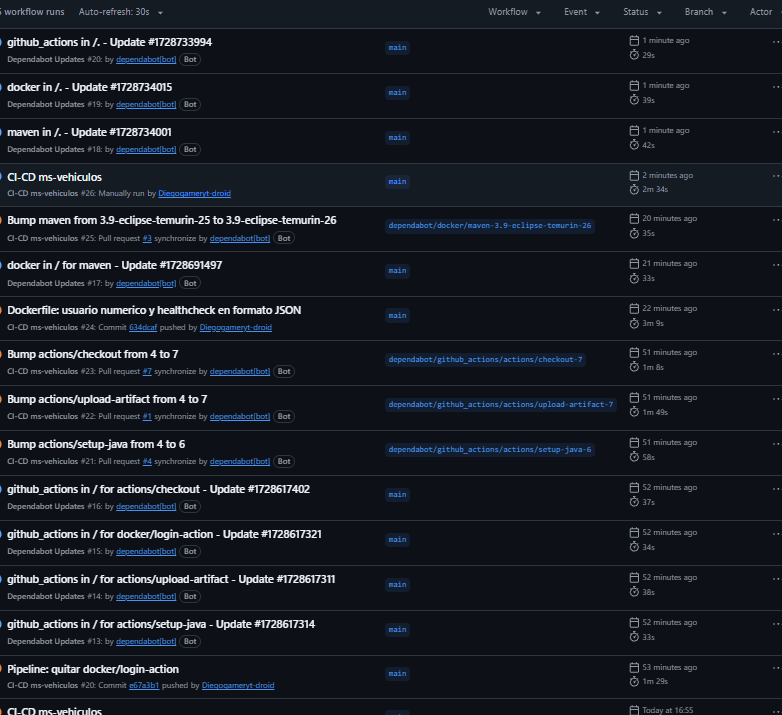 workflow runs Auto-refresh: 30s Workflow Event Status Branch Actor
github_actions in /. - Update #1728733994 main 1 minute ago
Dependabot Updates #20: by dependabot[bot] Bot 29s
docker in /. - Update #1728734015 main 1 minute ago
Dependabot Updates #19: by dependabot[bot] Bot 39s
maven in /. - Update #1728734001 main 1 minute ago
Dependabot Updates #18: by dependabot[bot] Bot 42s
CI-CD ms-vehiculos main 2 minutes ago
CI-CD ms-vehiculos #26: Manually run by Diegogameryt-droid 2m 34s
Bump maven from 3.9-eclipse-temurin-25 to 3.9-eclipse-temurin-26 dependabot/docker/maven-3.9-eclipse-temurin-26 20 minutes ago
CI-CD ms-vehiculos #25: Pull request #3 synchronize by dependabot[bot] Bot 35s
docker in / for maven - Update #1728691497 main 21 minutes ago
Dependabot Updates #17: by dependabot[bot] Bot 33s
Dockerfile: usuario numerico y healthcheck en formato JSON main 22 minutes ago
CI-CD ms-vehiculos #24: Commit 634dcaf pushed by Diegogameryt-droid 3m 9s
Bump actions/checkout from 4 to 7 dependabot/github_actions/actions/checkout-7 51 minutes ago
CI-CD ms-vehiculos #23: Pull request #7 synchronize by dependabot[bot] Bot 1m 8s
Bump actions/upload-artifact from 4 to 7 dependabot/github_actions/actions/upload-artifact-7 51 minutes ago
CI-CD ms-vehiculos #22: Pull request #1 synchronize by dependabot[bot] Bot 1m 49s
Bump actions/setup-java from 4 to 6 dependabot/github_actions/actions/setup-java-6 51 minutes ago
CI-CD ms-vehiculos #21: Pull request #4 synchronize by dependabot[bot] Bot 58s
github_actions in / for actions/checkout - Update #1728617402 main 52 minutes ago
Dependabot Updates #16: by dependabot[bot] Bot 37s
github_actions in / for docker/login-action - Update #1728617321 main 52 minutes ago
Dependabot Updates #15: by dependabot[bot] Bot 34s
github_actions in / for actions/upload-artifact - Update #1728617311 main 52 minutes ago
Dependabot Updates #14: by dependabot[bot] Bot 38s
github_actions in / for actions/setup-java - Update #1728617314 main 52 minutes ago
Dependabot Updates #13: by dependabot[bot] Bot 33s
Pipeline: quitar docker/login-action main 53 minutes ago
CI-CD ms-vehiculos #20: Commit e67a3b1 pushed by Diegogameryt-droid 1m 29s
CI-CD ms-vehiculos Today at 16:55